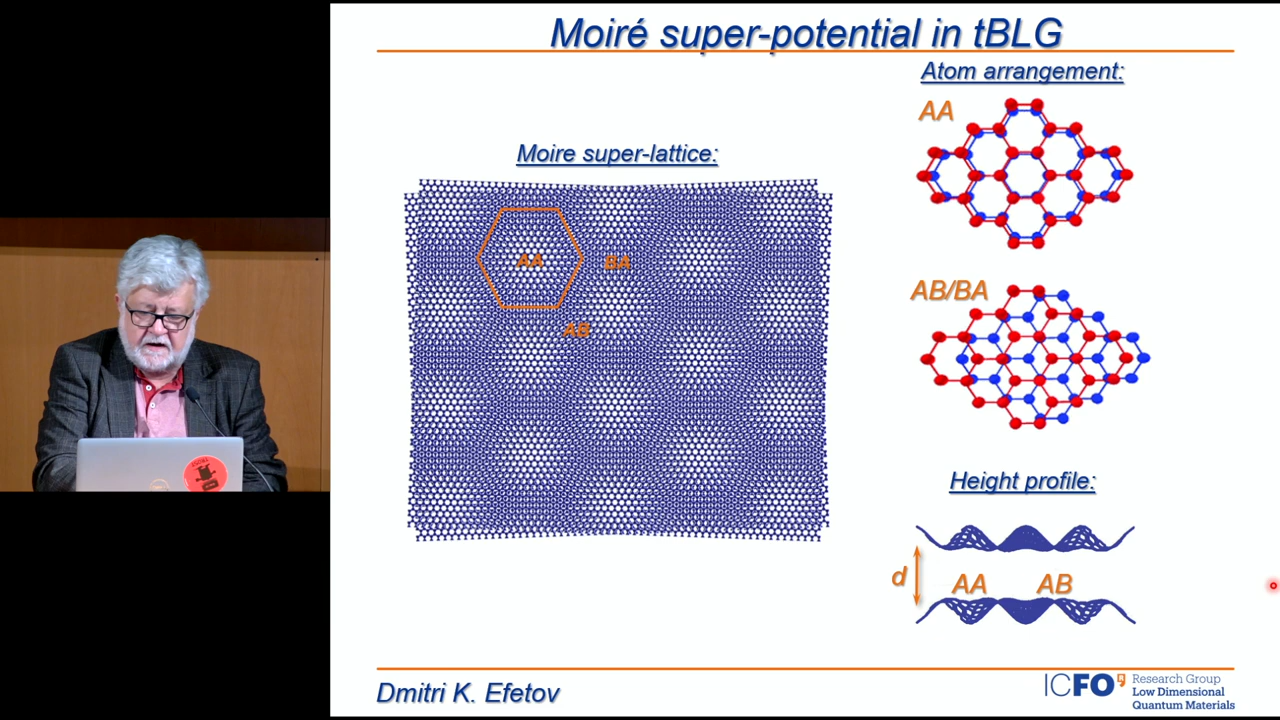 Moiré super-potential in tBLG
Atom arrangement:
AA
Moire super-lattice:
AA
BA
AB
AB/BA
Height profile:
d
AA
AB
Dmitri K. Efetov
ICFO
Research Group
Low Dimensional
Quantum Materials